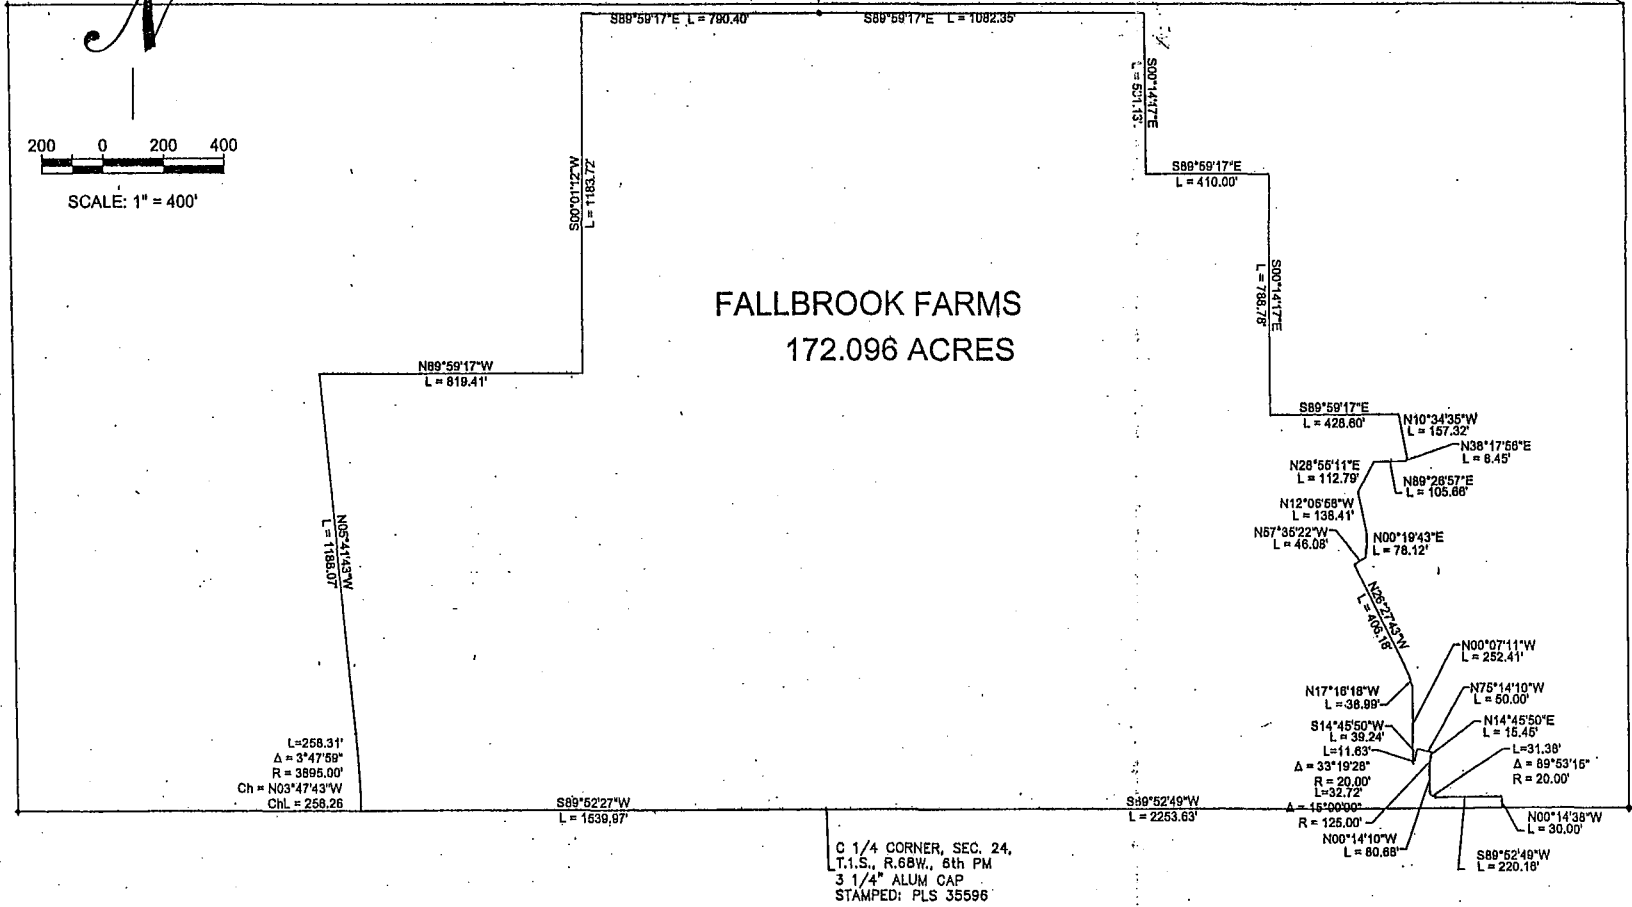 N
S89°59'17"E L = 790.40'
S89°59'17"E L = 1082.35'
S00°14'17"E
L = 531.13'
200 0 200 400
SCALE: 1" = 400'
S00°01'12"W
L = 1183.72'
S89°59'17"E
L = 410.00'
FALLBROOK FARMS
172.096 ACRES
S00°14'17"E
L = 788.78'
N89°59'17"W
L = 819.41'
S89°59'17"E
L = 428.60'
N10°34'35"W
L = 157.32'
N38°17'56"E
L = 8.45'
N28°55'11"E
L = 112.79'
N89°26'57"E
L = 105.66'
N12°06'58"W
L = 138.41'
N57°35'22"W
L = 46.08'
N00°19'43"E
L = 78.12'
N05°41'43"W
L = 1188.07'
N26°27'43"W
L = 406.18'
N00°07'11"W
L = 252.41'
N17°16'18"W
L = 38.99'
N75°14'10"W
L = 50.00'
S14°45'50"W
L = 39.24'
N14°45'50"E
L = 15.45'
L=258.31'
Δ = 3°47'59"
R = 3895.00'
Ch = N03°47'43"W
ChL = 258.26
L=11.63'
Δ = 33°19'28"
R = 20.00'
L=31.38'
Δ = 89°53'15"
R = 20.00'
L=32.72'
Δ = 15°00'00"
R = 125.00'
S89°52'27"W
L = 1539.97'
S89°52'49"W
L = 2253.63'
N00°14'10"W
L = 80.68'
N00°14'38"W
L = 30.00'
S89°52'49"W
L = 220.18'
C 1/4 CORNER, SEC. 24,
T.1.S., R.68W., 6th PM
3 1/4" ALUM CAP
STAMPED: PLS 35596